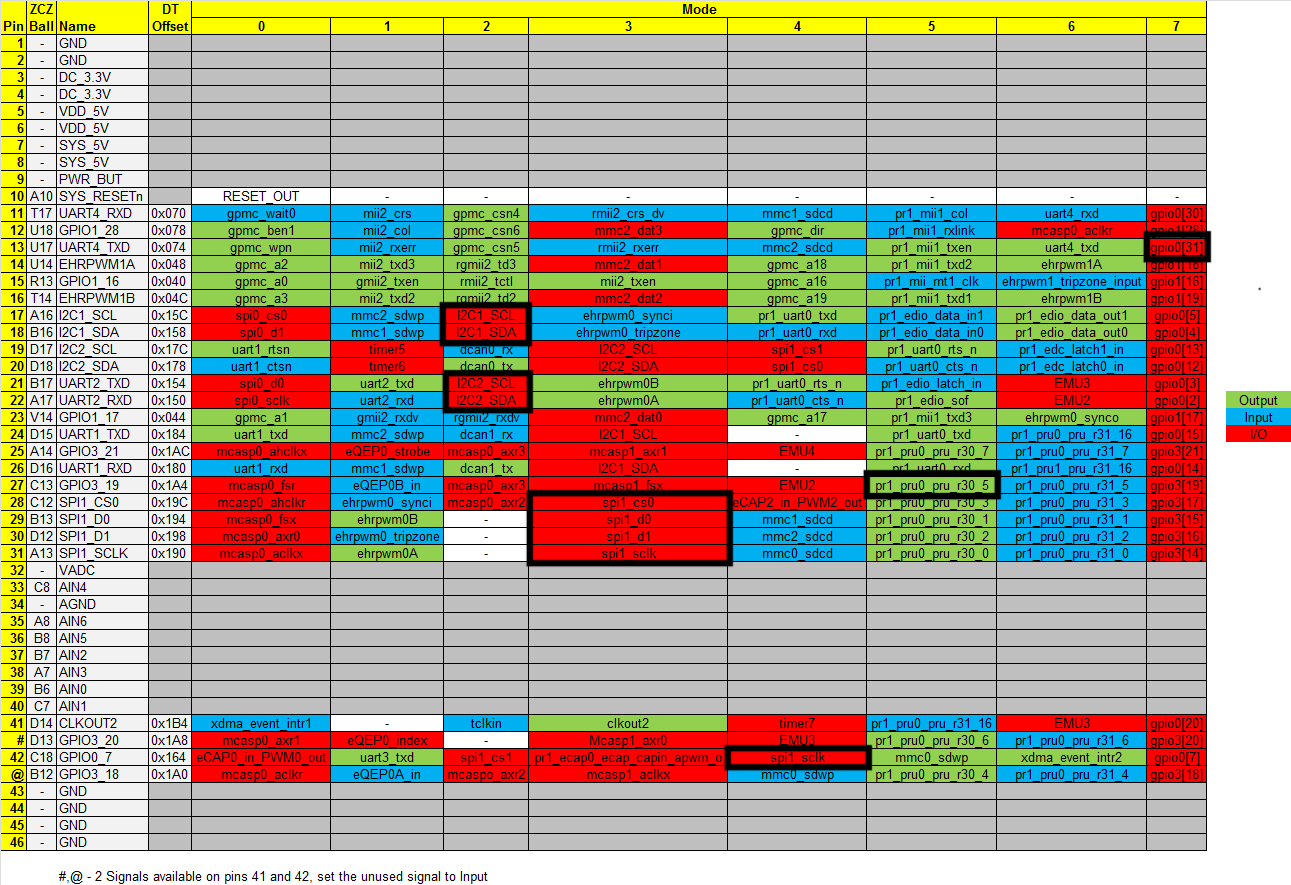 ZCZ DT Mode
Pin Ball Name Offset 0 1 2 3 4 5 6 7
1 - GND
2 - GND
3 - DC_3.3V
4 - DC_3.3V
5 - VDD_5V
6 - VDD_5V
7 - SYS_5V
8 - SYS_5V
9 - PWR_BUT
10 A10 SYS_RESETn RESET_OUT - - - - - - -
11 T17 UART4_RXD 0x070 gpmc_wait0 mii2_crs gpmc_csn4 rmii2_crs_dv mmc1_sdcd pr1_mii1_col uart4_rxd gpio0[30]
12 U18 GPIO1_28 0x078 gpmc_ben1 mii2_col gpmc_csn6 mmc2_dat3 gpmc_dir pr1_mii1_rxlink mcasp0_aclkr gpio1[28]
13 U17 UART4_TXD 0x074 gpmc_wpn mii2_rxerr gpmc_csn5 rmii2_rxerr mmc2_sdcd pr1_mii1_txen uart4_txd gpio0[31]
14 U14 EHRPWM1A 0x048 gpmc_a2 mii2_txd3 rgmii2_td3 mmc2_dat1 gpmc_a18 pr1_mii1_txd2 ehrpwm1A gpio1[18]
15 R13 GPIO1_16 0x040 gpmc_a0 gmii2_txen rmii2_tctl mii2_txen gpmc_a16 pr1_mii_mt1_clk ehrpwm1_tripzone_input gpio1[16]
16 T14 EHRPWM1B 0x04C gpmc_a3 mii2_txd2 rgmii2_td2 mmc2_dat2 gpmc_a19 pr1_mii1_txd1 ehrpwm1B gpio1[19]
17 A16 I2C1_SCL 0x15C spi0_cs0 mmc2_sdwp I2C1_SCL ehrpwm0_synci pr1_uart0_txd pr1_edio_data_in1 pr1_edio_data_out1 gpio0[5]
18 B16 I2C1_SDA 0x158 spi0_d1 mmc1_sdwp I2C1_SDA ehrpwm0_tripzone pr1_uart0_rxd pr1_edio_data_in0 pr1_edio_data_out0 gpio0[4]
19 D17 I2C2_SCL 0x17C uart1_rtsn timer5 dcan0_rx I2C2_SCL spi1_cs1 pr1_uart0_rts_n pr1_edc_latch1_in gpio0[13]
20 D18 I2C2_SDA 0x178 uart1_ctsn timer6 dcan0_tx I2C2_SDA spi1_cs0 pr1_uart0_cts_n pr1_edc_latch0_in gpio0[12]
21 B17 UART2_TXD 0x154 spi0_d0 uart2_txd I2C2_SCL ehrpwm0B pr1_uart0_rts_n pr1_edio_latch_in EMU3 gpio0[3]
22 A17 UART2_RXD 0x150 spi0_sclk uart2_rxd I2C2_SDA ehrpwm0A pr1_uart0_cts_n pr1_edio_sof EMU2 gpio0[2]
23 V14 GPIO1_17 0x044 gpmc_a1 gmii2_rxdv rgmii2_rxdv mmc2_dat0 gpmc_a17 pr1_mii1_txd3 ehrpwm0_synco gpio1[17]
24 D15 UART1_TXD 0x184 uart1_txd mmc2_sdwp dcan1_rx I2C1_SCL - pr1_uart0_txd pr1_pru0_pru_r31_16 gpio0[15]
25 A14 GPIO3_21 0x1AC mcasp0_ahclkx eQEP0_strobe mcasp0_axr3 mcasp1_axr1 EMU4 pr1_pru0_pru_r30_7 pr1_pru0_pru_r31_7 gpio3[21]
26 D16 UART1_RXD 0x180 uart1_rxd mmc1_sdwp dcan1_tx I2C1_SDA - pr1_uart0_rxd pr1_pru1_pru_r31_16 gpio0[14]
27 C13 GPIO3_19 0x1A4 mcasp0_fsr eQEP0B_in mcasp0_axr3 mcasp1_fsx EMU2 pr1_pru0_pru_r30_5 pr1_pru0_pru_r31_5 gpio3[19]
28 C12 SPI1_CS0 0x19C mcasp0_ahclkr ehrpwm0_synci mcasp0_axr2 spi1_cs0 eCAP2_in_PWM2_out pr1_pru0_pru_r30_3 pr1_pru0_pru_r31_3 gpio3[17]
29 B13 SPI1_D0 0x194 mcasp0_fsx ehrpwm0B - spi1_d0 mmc1_sdcd pr1_pru0_pru_r30_1 pr1_pru0_pru_r31_1 gpio3[15]
30 D12 SPI1_D1 0x198 mcasp0_axr0 ehrpwm0_tripzone - spi1_d1 mmc2_sdcd pr1_pru0_pru_r30_2 pr1_pru0_pru_r31_2 gpio3[16]
31 A13 SPI1_SCLK 0x190 mcasp0_aclkx ehrpwm0A - spi1_sclk mmc0_sdcd pr1_pru0_pru_r30_0 pr1_pru0_pru_r31_0 gpio3[14]
32 - VADC
33 C8 AIN4
34 - AGND
35 A8 AIN6
36 B8 AIN5
37 B7 AIN2
38 A7 AIN3
39 B6 AIN0
40 C7 AIN1
41 D14 CLKOUT2 0x1B4 xdma_event_intr1 - tclkin clkout2 timer7 pr1_pru0_pru_r31_16 EMU3 gpio0[20]
# D13 GPIO3_20 0x1A8 mcasp0_axr1 eQEP0_index - Mcasp1_axr0 EMU3 pr1_pru0_pru_r30_6 pr1_pru0_pru_r31_6 gpio3[20]
42 C18 GPIO0_7 0x164 eCAP0_in_PWM0_out uart3_txd spi1_cs1 pr1_ecap0_ecap_capin_apwm_o spi1_sclk mmc0_sdwp xdma_event_intr2 gpio0[7]
@ B12 GPIO3_18 0x1A0 mcasp0_aclkr eQEP0A_in mcaspo_axr2 mcasp1_aclkx mmc0_sdwp pr1_pru0_pru_r30_4 pr1_pru0_pru_r31_4 gpio3[18]
43 - GND
44 - GND
45 - GND
46 - GND
Output
Input
I/O
#,@ - 2 Signals available on pins 41 and 42, set the unused signal to Input